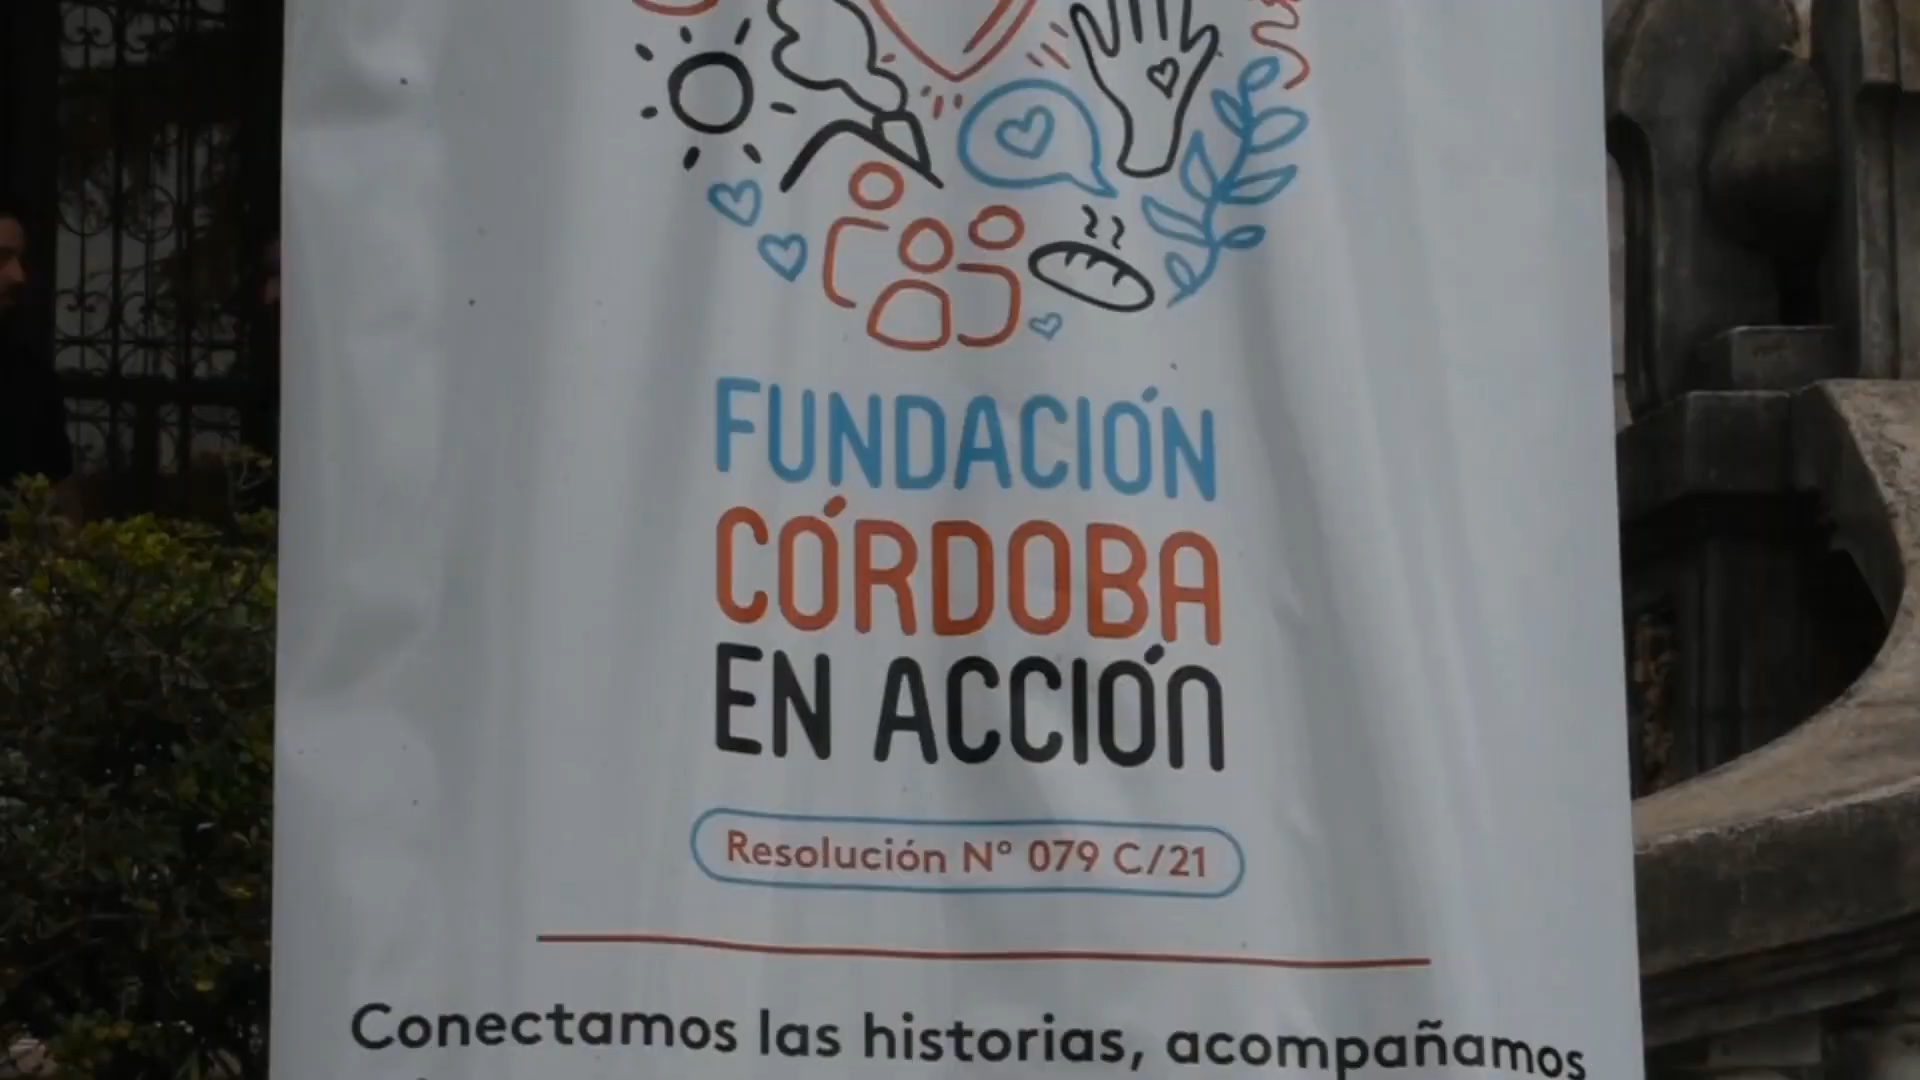 FUNDACIÓN
CÓRDOBA
EN ACCIÓN
Resolución N° 079 C/21
Conectamos las historias, acompañamos